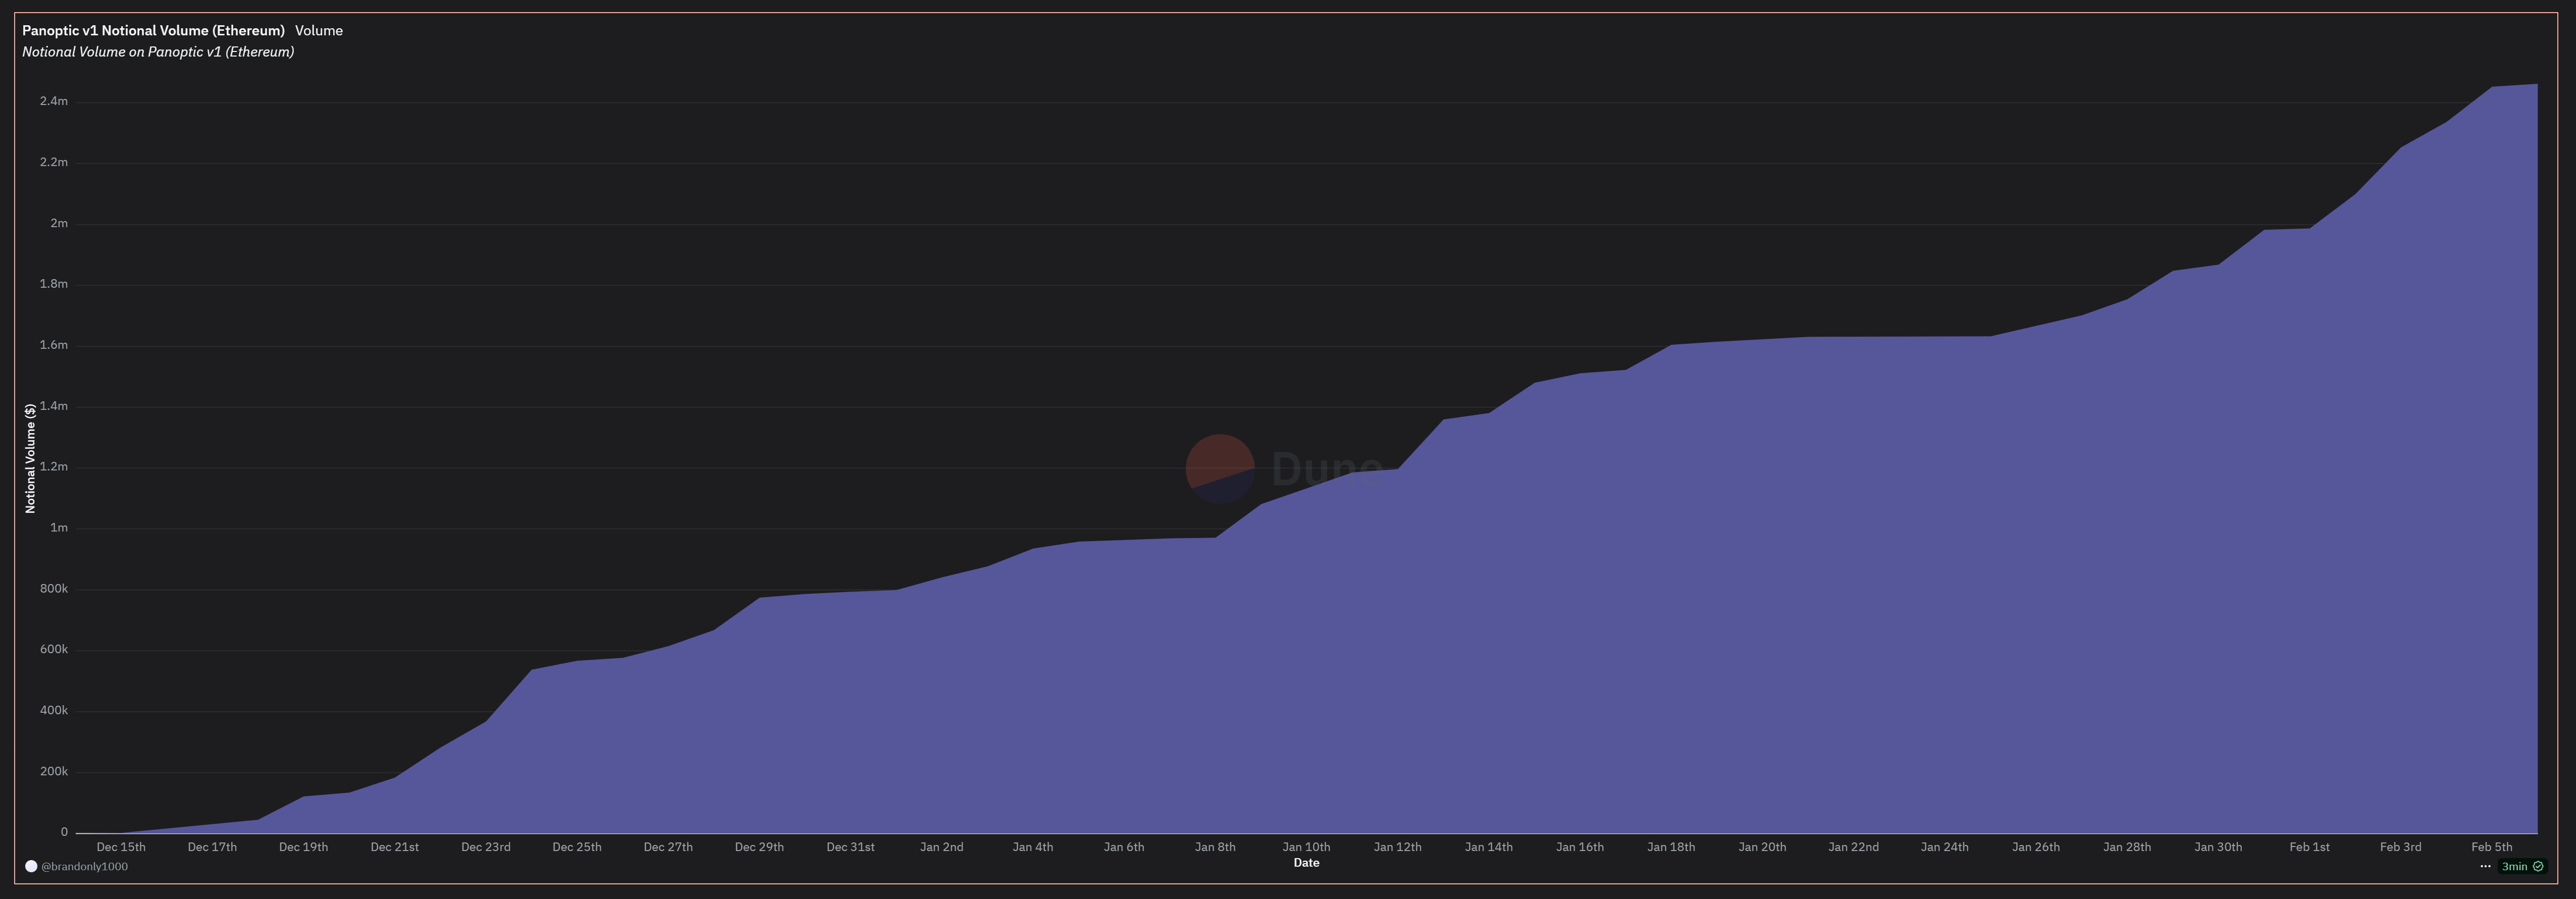 Panoptic v1 Notional Volume (Ethereum) Volume
Notional Volume on Panoptic v1 (Ethereum)
Notional Volume ($)
2.4m
2.2m
2m
1.8m
1.6m
1.4m
1.2m
1m
800k
600k
400k
200k
0
Dune
Dec 15th Dec 17th Dec 19th Dec 21st Dec 23rd Dec 25th Dec 27th Dec 29th Dec 31st Jan 2nd Jan 4th Jan 6th Jan 8th Jan 10th Jan 12th Jan 14th Jan 16th Jan 18th Jan 20th Jan 22nd Jan 24th Jan 26th Jan 28th Jan 30th Feb 1st Feb 3rd Feb 5th
Date
@brandonly1000
3min